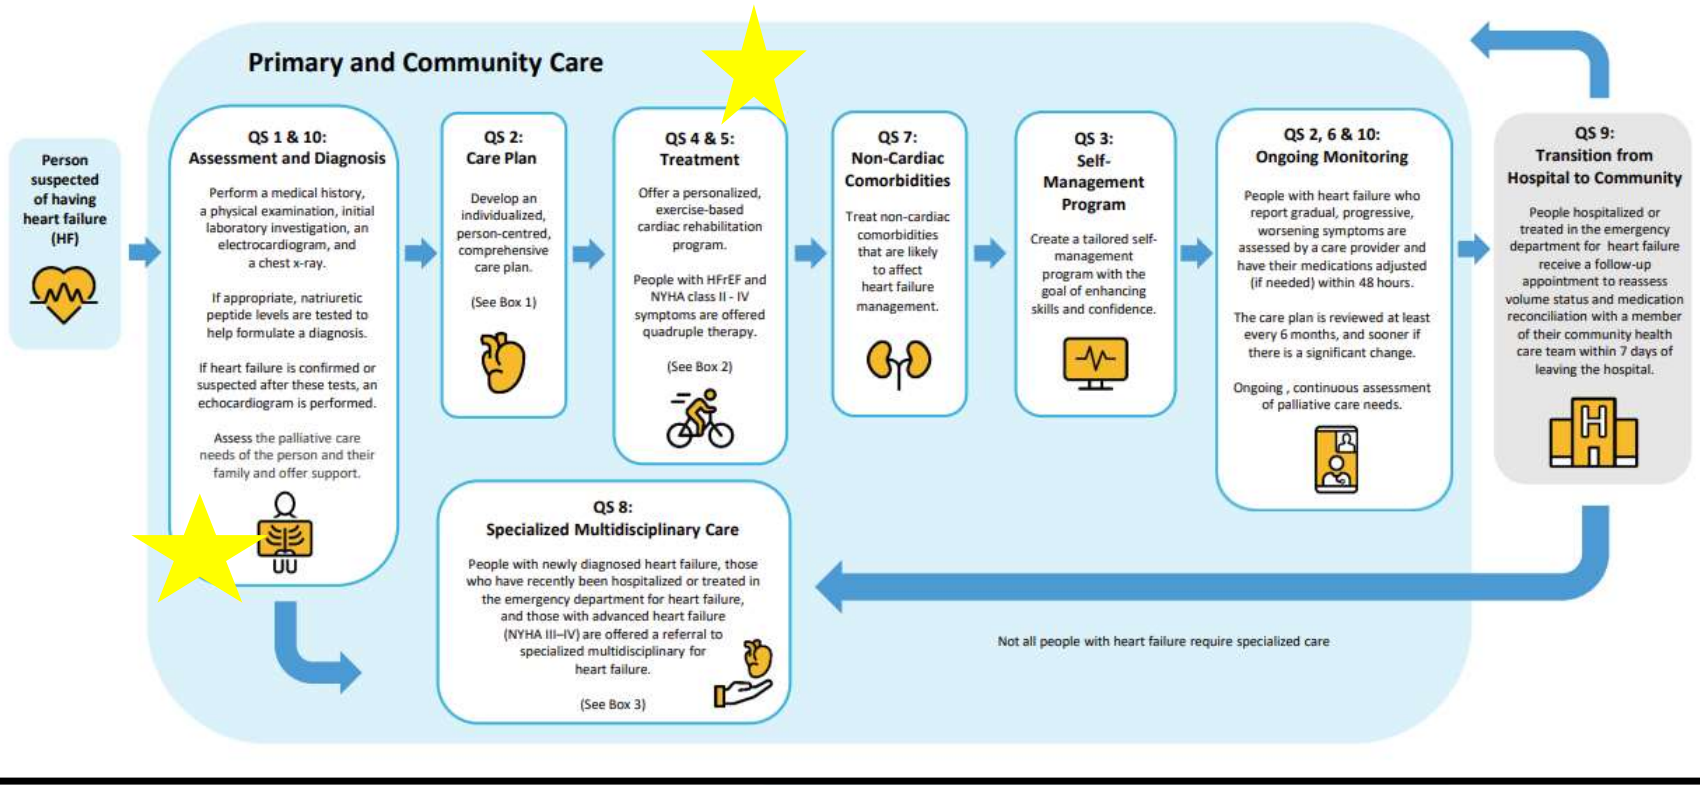 Primary and Community Care
Person
suspected
of having
heart failure
(HF)
QS 1 & 10:
Assessment and Diagnosis
Perform a medical history,
a physical examination, initial
laboratory investigation, an
electrocardiogram, and
a chest x-ray.
If appropriate, natriuretic
peptide levels are tested to
help formulate a diagnosis.
If heart failure is confirmed or
suspected after these tests, an
echocardiogram is performed.
Assess the palliative care
needs of the person and their
family and offer support.
QS 2:
Care Plan
Develop an
individualized,
person-centred,
comprehensive
care plan.
(See Box 1)
QS 4 & 5:
Treatment
Offer a personalized,
exercise-based
cardiac rehabilitation
program.
People with HFrEF and
NYHA class II - IV
symptoms are offered
quadruple therapy.
(See Box 2)
QS 7:
Non-Cardiac
Comorbidities
Treat non-cardiac
comorbidities
that are likely
to affect
heart failure
management.
QS 3:
Self-
Management
Program
Create a tailored self-
management
program with the
goal of enhancing
skills and confidence.
QS 2, 6 & 10:
Ongoing Monitoring
People with heart failure who
report gradual, progressive,
worsening symptoms are
assessed by a care provider and
have their medications adjusted
(if needed) within 48 hours.
The care plan is reviewed at least
every 6 months, and sooner if
there is a significant change.
Ongoing , continuous assessment
of palliative care needs.
QS 9:
Transition from
Hospital to Community
People hospitalized or
treated in the emergency
department for heart failure
receive a follow-up
appointment to reassess
volume status and medication
reconciliation with a member
of their community health
care team within 7 days of
leaving the hospital.
H
QS 8:
Specialized Multidisciplinary Care
People with newly diagnosed heart failure, those
who have recently been hospitalized or treated in
the emergency department for heart failure,
and those with advanced heart failure
(NYHA III–IV) are offered a referral to
specialized multidisciplinary for
heart failure.
(See Box 3)
Not all people with heart failure require specialized care